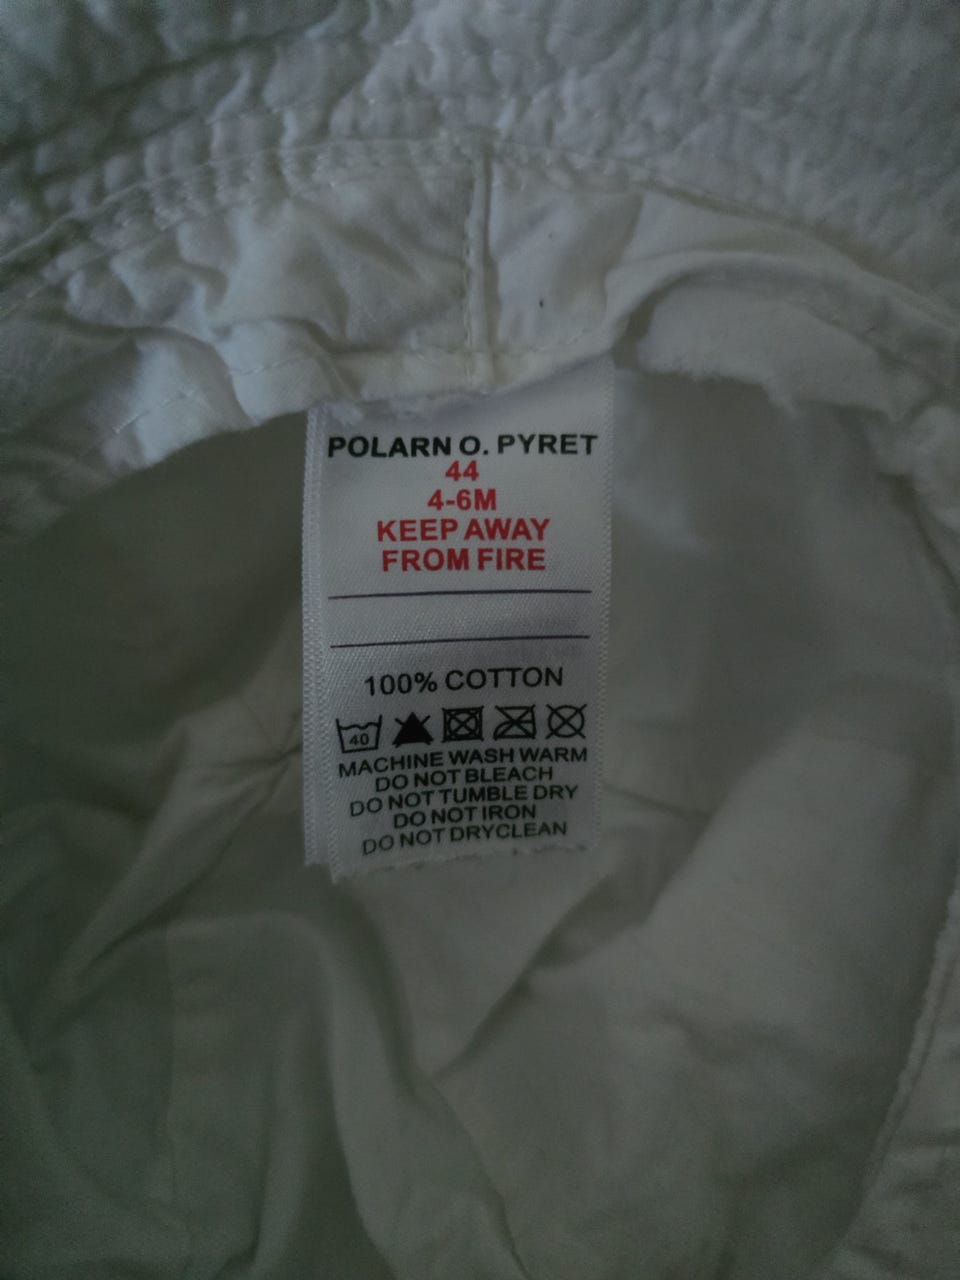 POLARN O. PYRET
44
4-6M
KEEP AWAY
FROM FIRE
100% COTTON
40
MACHINE WASH WARM
DO NOT BLEACH
DO NOT TUMBLE DRY
DO NOT IRON
DO NOT DRYCLEAN